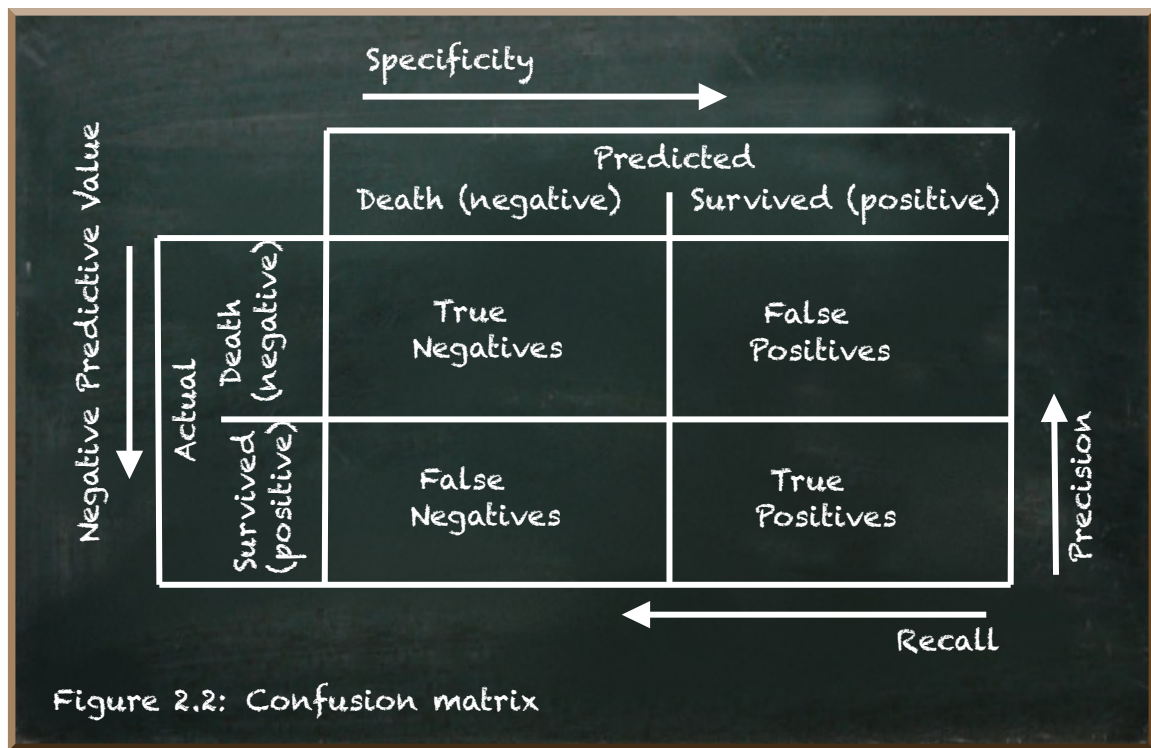 Specificity
Predicted
Death (negative)
Survived (positive)
Negative Predictive Value
Actual
Death
(negative)
True
Negatives
False
Positives
Survived
(positive)
False
Negatives
True
Positives
Precision
Recall
Figure 2.2: Confusion matrix